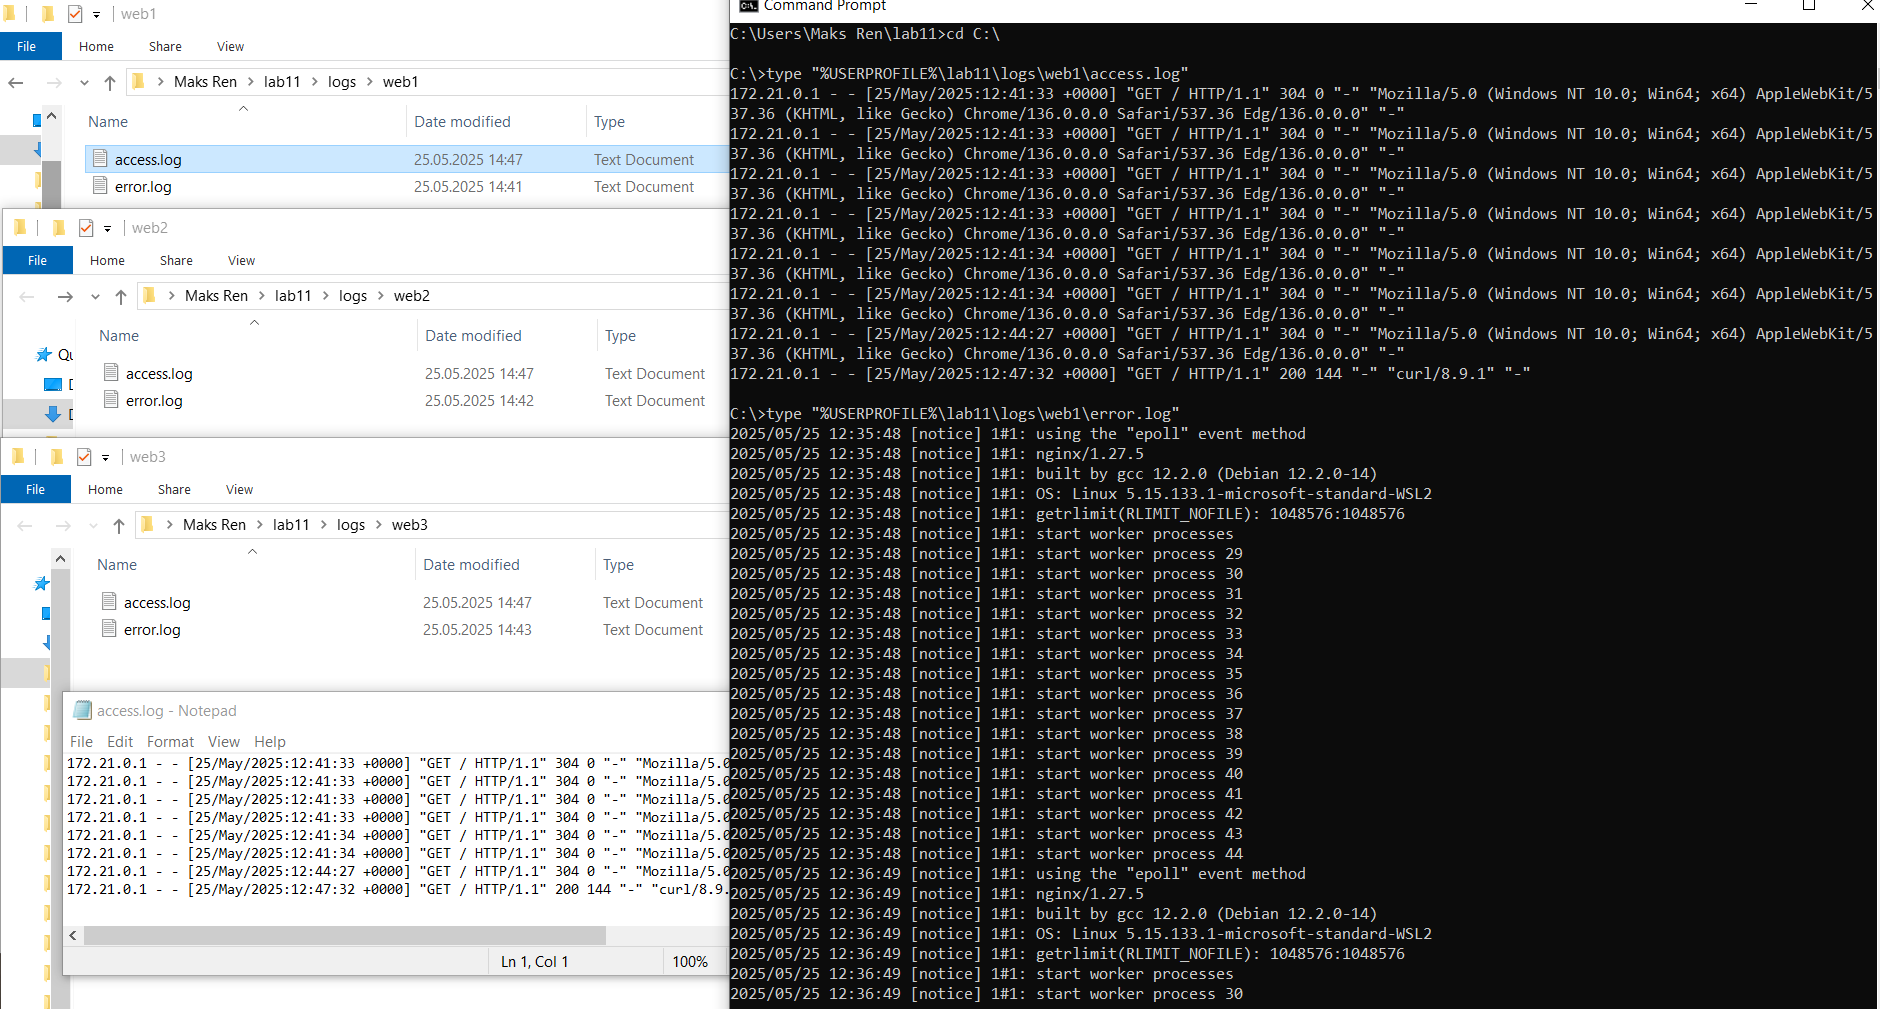 web1
File Home Share View
Maks Ren > lab11 > logs > web1
Name Date modified Type
access.log 25.05.2025 14:47 Text Document
error.log 25.05.2025 14:41 Text Document
web2
File Home Share View
Maks Ren > lab11 > logs > web2
Name Date modified Type
access.log 25.05.2025 14:47 Text Document
error.log 25.05.2025 14:42 Text Document
web3
File Home Share View
Maks Ren > lab11 > logs > web3
Name Date modified Type
access.log 25.05.2025 14:47 Text Document
error.log 25.05.2025 14:43 Text Document
access.log - Notepad
File Edit Format View Help
172.21.0.1 - - [25/May/2025:12:41:33 +0000] "GET / HTTP/1.1" 304 0 "-" "Mozilla/5.0
172.21.0.1 - - [25/May/2025:12:41:33 +0000] "GET / HTTP/1.1" 304 0 "-" "Mozilla/5.0
172.21.0.1 - - [25/May/2025:12:41:33 +0000] "GET / HTTP/1.1" 304 0 "-" "Mozilla/5.0
172.21.0.1 - - [25/May/2025:12:41:33 +0000] "GET / HTTP/1.1" 304 0 "-" "Mozilla/5.0
172.21.0.1 - - [25/May/2025:12:41:34 +0000] "GET / HTTP/1.1" 304 0 "-" "Mozilla/5.0
172.21.0.1 - - [25/May/2025:12:41:34 +0000] "GET / HTTP/1.1" 304 0 "-" "Mozilla/5.0
172.21.0.1 - - [25/May/2025:12:44:27 +0000] "GET / HTTP/1.1" 304 0 "-" "Mozilla/5.0
172.21.0.1 - - [25/May/2025:12:47:32 +0000] "GET / HTTP/1.1" 200 144 "-" "curl/8.9.
Ln 1, Col 1 100%
Command Prompt
C:\Users\Maks Ren\lab11>cd C:\
C:\>type "%USERPROFILE%\lab11\logs\web1\access.log"
172.21.0.1 - - [25/May/2025:12:41:33 +0000] "GET / HTTP/1.1" 304 0 "-" "Mozilla/5.0 (Windows NT 10.0; Win64; x64) AppleWebKit/5
37.36 (KHTML, like Gecko) Chrome/136.0.0.0 Safari/537.36 Edg/136.0.0.0" "-"
172.21.0.1 - - [25/May/2025:12:41:33 +0000] "GET / HTTP/1.1" 304 0 "-" "Mozilla/5.0 (Windows NT 10.0; Win64; x64) AppleWebKit/5
37.36 (KHTML, like Gecko) Chrome/136.0.0.0 Safari/537.36 Edg/136.0.0.0" "-"
172.21.0.1 - - [25/May/2025:12:41:33 +0000] "GET / HTTP/1.1" 304 0 "-" "Mozilla/5.0 (Windows NT 10.0; Win64; x64) AppleWebKit/5
37.36 (KHTML, like Gecko) Chrome/136.0.0.0 Safari/537.36 Edg/136.0.0.0" "-"
172.21.0.1 - - [25/May/2025:12:41:33 +0000] "GET / HTTP/1.1" 304 0 "-" "Mozilla/5.0 (Windows NT 10.0; Win64; x64) AppleWebKit/5
37.36 (KHTML, like Gecko) Chrome/136.0.0.0 Safari/537.36 Edg/136.0.0.0" "-"
172.21.0.1 - - [25/May/2025:12:41:34 +0000] "GET / HTTP/1.1" 304 0 "-" "Mozilla/5.0 (Windows NT 10.0; Win64; x64) AppleWebKit/5
37.36 (KHTML, like Gecko) Chrome/136.0.0.0 Safari/537.36 Edg/136.0.0.0" "-"
172.21.0.1 - - [25/May/2025:12:41:34 +0000] "GET / HTTP/1.1" 304 0 "-" "Mozilla/5.0 (Windows NT 10.0; Win64; x64) AppleWebKit/5
37.36 (KHTML, like Gecko) Chrome/136.0.0.0 Safari/537.36 Edg/136.0.0.0" "-"
172.21.0.1 - - [25/May/2025:12:44:27 +0000] "GET / HTTP/1.1" 304 0 "-" "Mozilla/5.0 (Windows NT 10.0; Win64; x64) AppleWebKit/5
37.36 (KHTML, like Gecko) Chrome/136.0.0.0 Safari/537.36 Edg/136.0.0.0" "-"
172.21.0.1 - - [25/May/2025:12:47:32 +0000] "GET / HTTP/1.1" 200 144 "-" "curl/8.9.1" "-"
C:\>type "%USERPROFILE%\lab11\logs\web1\error.log"
2025/05/25 12:35:48 [notice] 1#1: using the "epoll" event method
2025/05/25 12:35:48 [notice] 1#1: nginx/1.27.5
2025/05/25 12:35:48 [notice] 1#1: built by gcc 12.2.0 (Debian 12.2.0-14)
2025/05/25 12:35:48 [notice] 1#1: OS: Linux 5.15.133.1-microsoft-standard-WSL2
2025/05/25 12:35:48 [notice] 1#1: getrlimit(RLIMIT_NOFILE): 1048576:1048576
2025/05/25 12:35:48 [notice] 1#1: start worker processes
2025/05/25 12:35:48 [notice] 1#1: start worker process 29
2025/05/25 12:35:48 [notice] 1#1: start worker process 30
2025/05/25 12:35:48 [notice] 1#1: start worker process 31
2025/05/25 12:35:48 [notice] 1#1: start worker process 32
2025/05/25 12:35:48 [notice] 1#1: start worker process 33
2025/05/25 12:35:48 [notice] 1#1: start worker process 34
2025/05/25 12:35:48 [notice] 1#1: start worker process 35
2025/05/25 12:35:48 [notice] 1#1: start worker process 36
2025/05/25 12:35:48 [notice] 1#1: start worker process 37
2025/05/25 12:35:48 [notice] 1#1: start worker process 38
2025/05/25 12:35:48 [notice] 1#1: start worker process 39
2025/05/25 12:35:48 [notice] 1#1: start worker process 40
2025/05/25 12:35:48 [notice] 1#1: start worker process 41
2025/05/25 12:35:48 [notice] 1#1: start worker process 42
2025/05/25 12:35:48 [notice] 1#1: start worker process 43
2025/05/25 12:35:48 [notice] 1#1: start worker process 44
2025/05/25 12:36:49 [notice] 1#1: using the "epoll" event method
2025/05/25 12:36:49 [notice] 1#1: nginx/1.27.5
2025/05/25 12:36:49 [notice] 1#1: built by gcc 12.2.0 (Debian 12.2.0-14)
2025/05/25 12:36:49 [notice] 1#1: OS: Linux 5.15.133.1-microsoft-standard-WSL2
2025/05/25 12:36:49 [notice] 1#1: getrlimit(RLIMIT_NOFILE): 1048576:1048576
2025/05/25 12:36:49 [notice] 1#1: start worker processes
2025/05/25 12:36:49 [notice] 1#1: start worker process 30